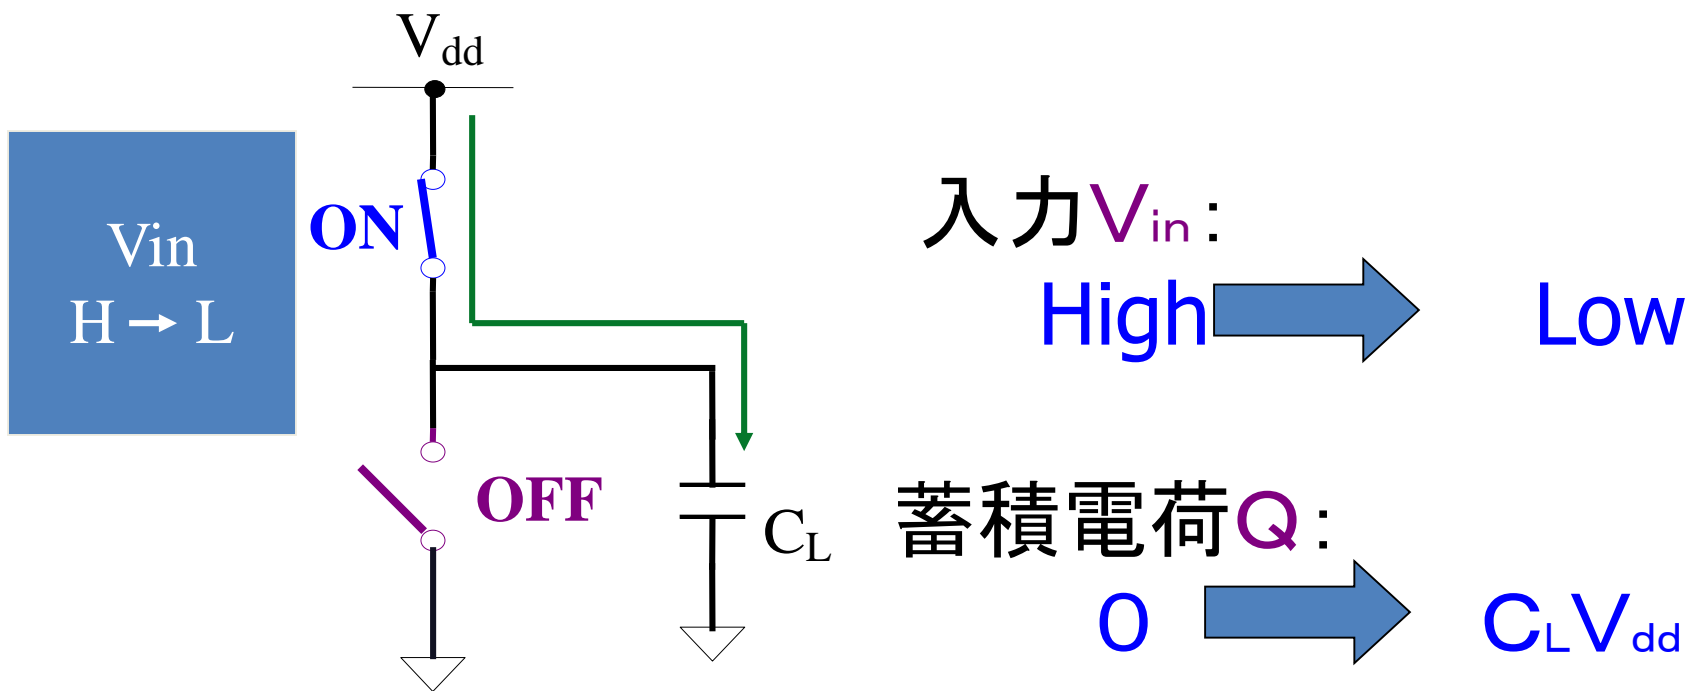 Vdd
Vin
H → L
ON
OFF
CL
入力Vin:
High Low
蓄積電荷Q:
0 CLVdd